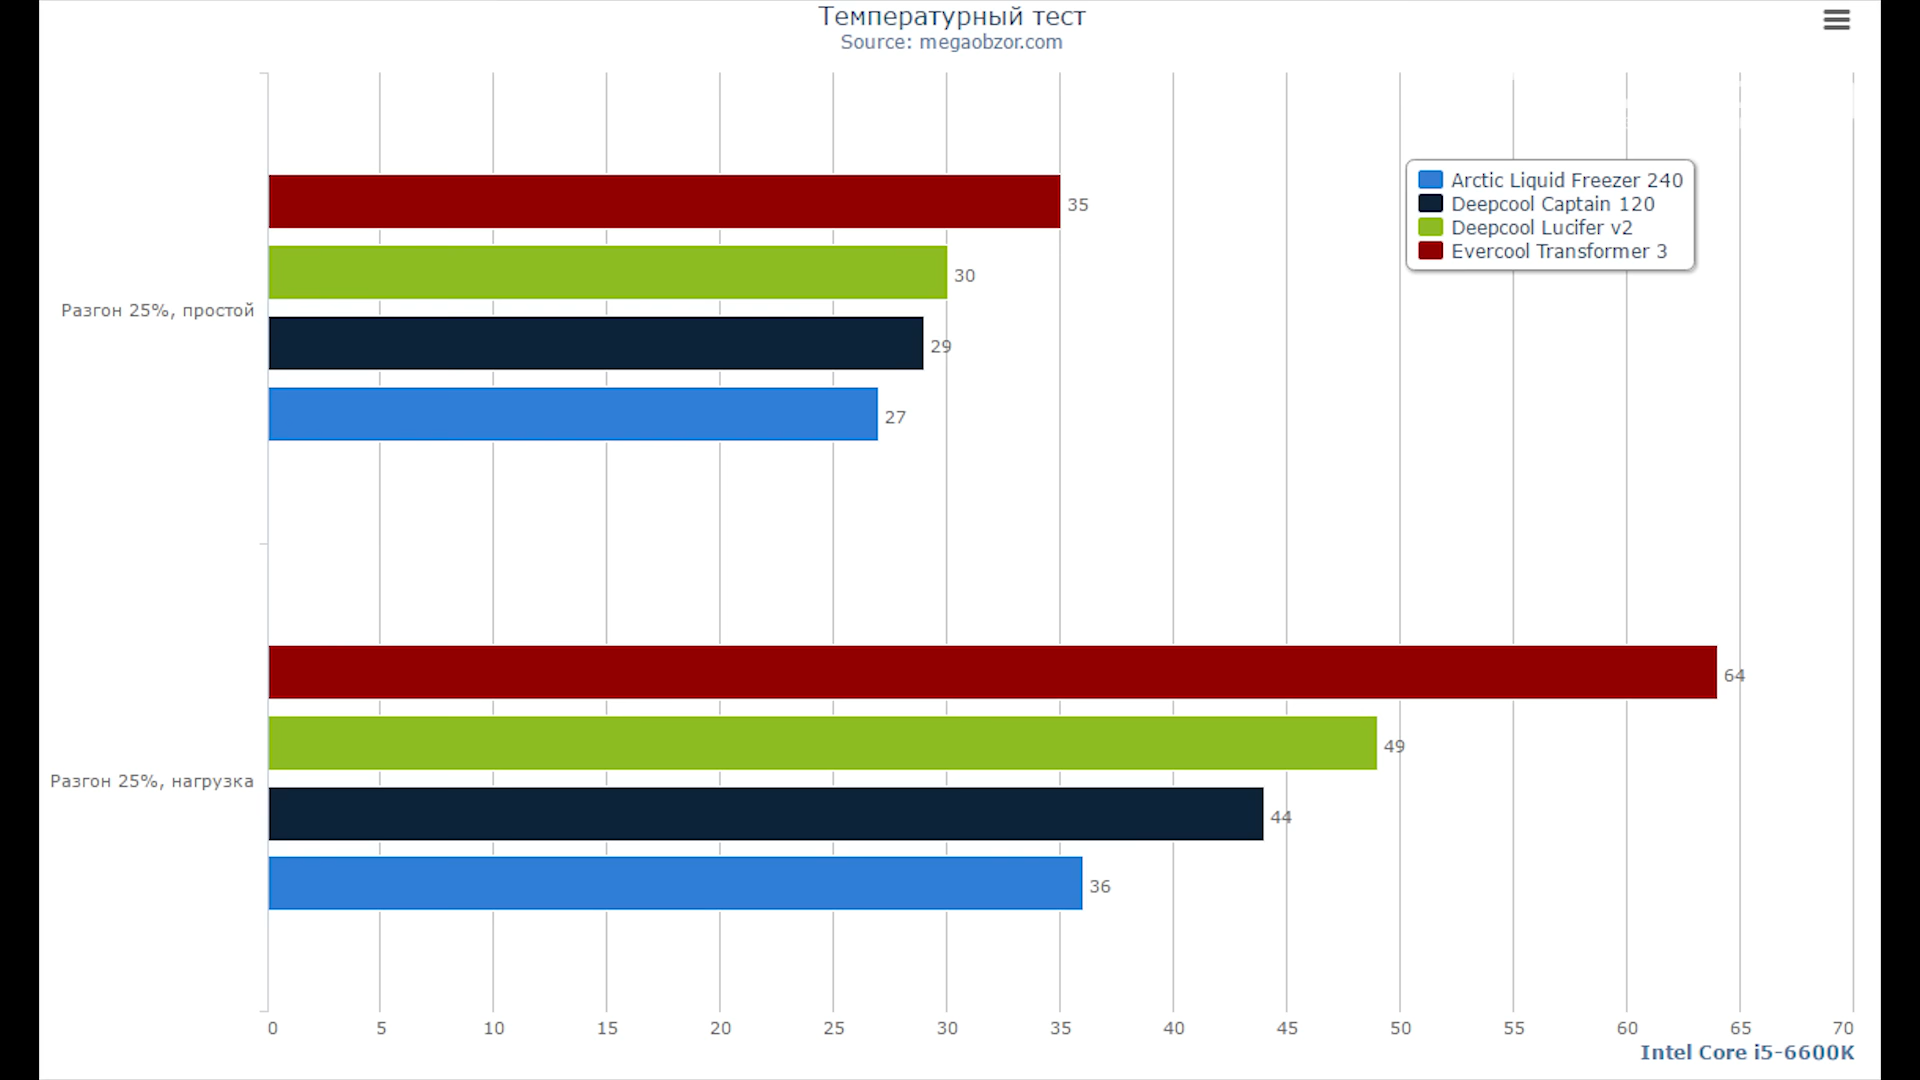 Температурный тест
Source: megaobzor.com
Arctic Liquid Freezer 240
Deepcool Captain 120
Deepcool Lucifer v2
Evercool Transformer 3
Разгон 25%, простой
35
30
29
27
Разгон 25%, нагрузка
64
49
44
36
0 5 10 15 20 25 30 35 40 45 50 55 60 65 70
Intel Core i5-6600K